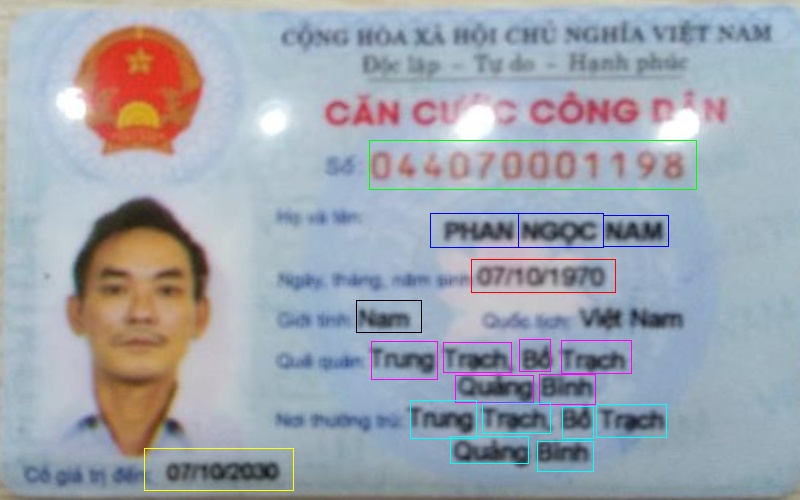 CỘNG HÒA XÃ HỘI CHỦ NGHĨA VIỆT NAM
Độc lập - Tự do - Hạnh phúc
CĂN CƯỚC CÔNG DÂN
Số: 044070001198
Họ và tên:
PHAN NGỌC NAM
Ngày, tháng, năm sinh: 07/10/1970
Giới tính: Nam Quốc tịch: Việt Nam
Quê quán: Trung Trạch, Bố Trạch
Quảng Bình
Nơi thường trú: Trung Trạch, Bố Trạch
Quảng Bình
Có giá trị đến: 07/10/2030